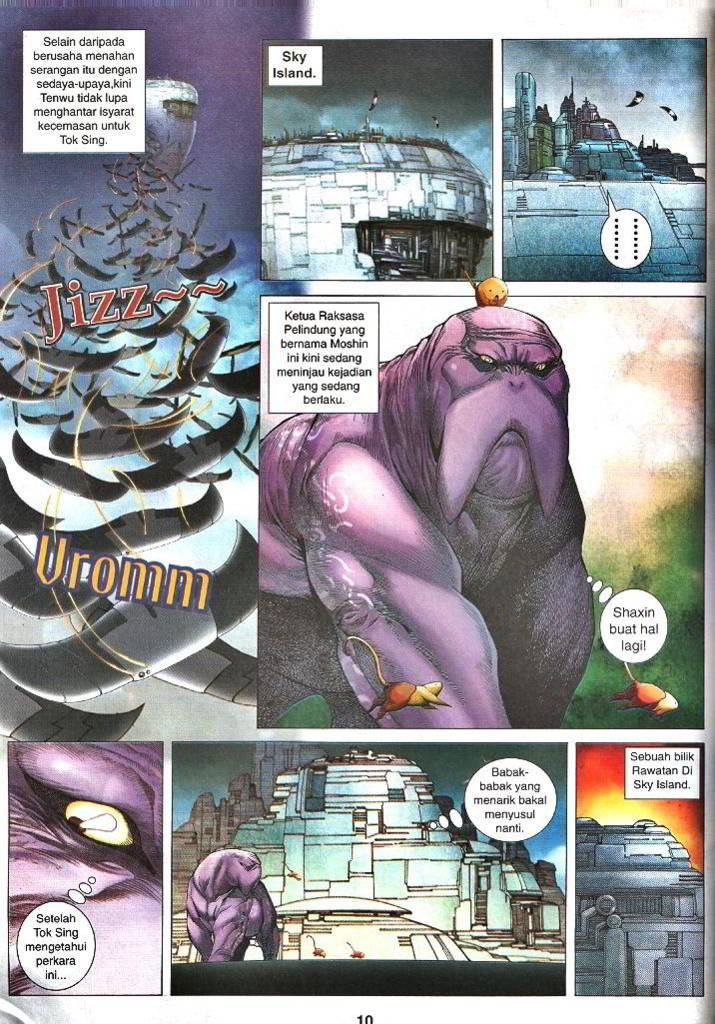 Selain daripada
berusaha menahan
serangan itu dengan
sedaya-upaya,kini
Tenwu tidak lupa
menghantar isyarat
kecemasan untuk
Tok Sing.
Jizz~~
Vromm
Sky
Island.
Ketua Raksasa
Pelindung yang
bernama Moshin
ini kini sedang
meninjau kejadian
yang sedang
berlaku.
Shaxin
buat hal
lagi!
Setelah
Tok Sing
mengetahui
perkara
ini...
Babak-
babak yang
menarik bakal
menyusul
nanti.
Sebuah bilik
Rawatan Di
Sky Island.
10